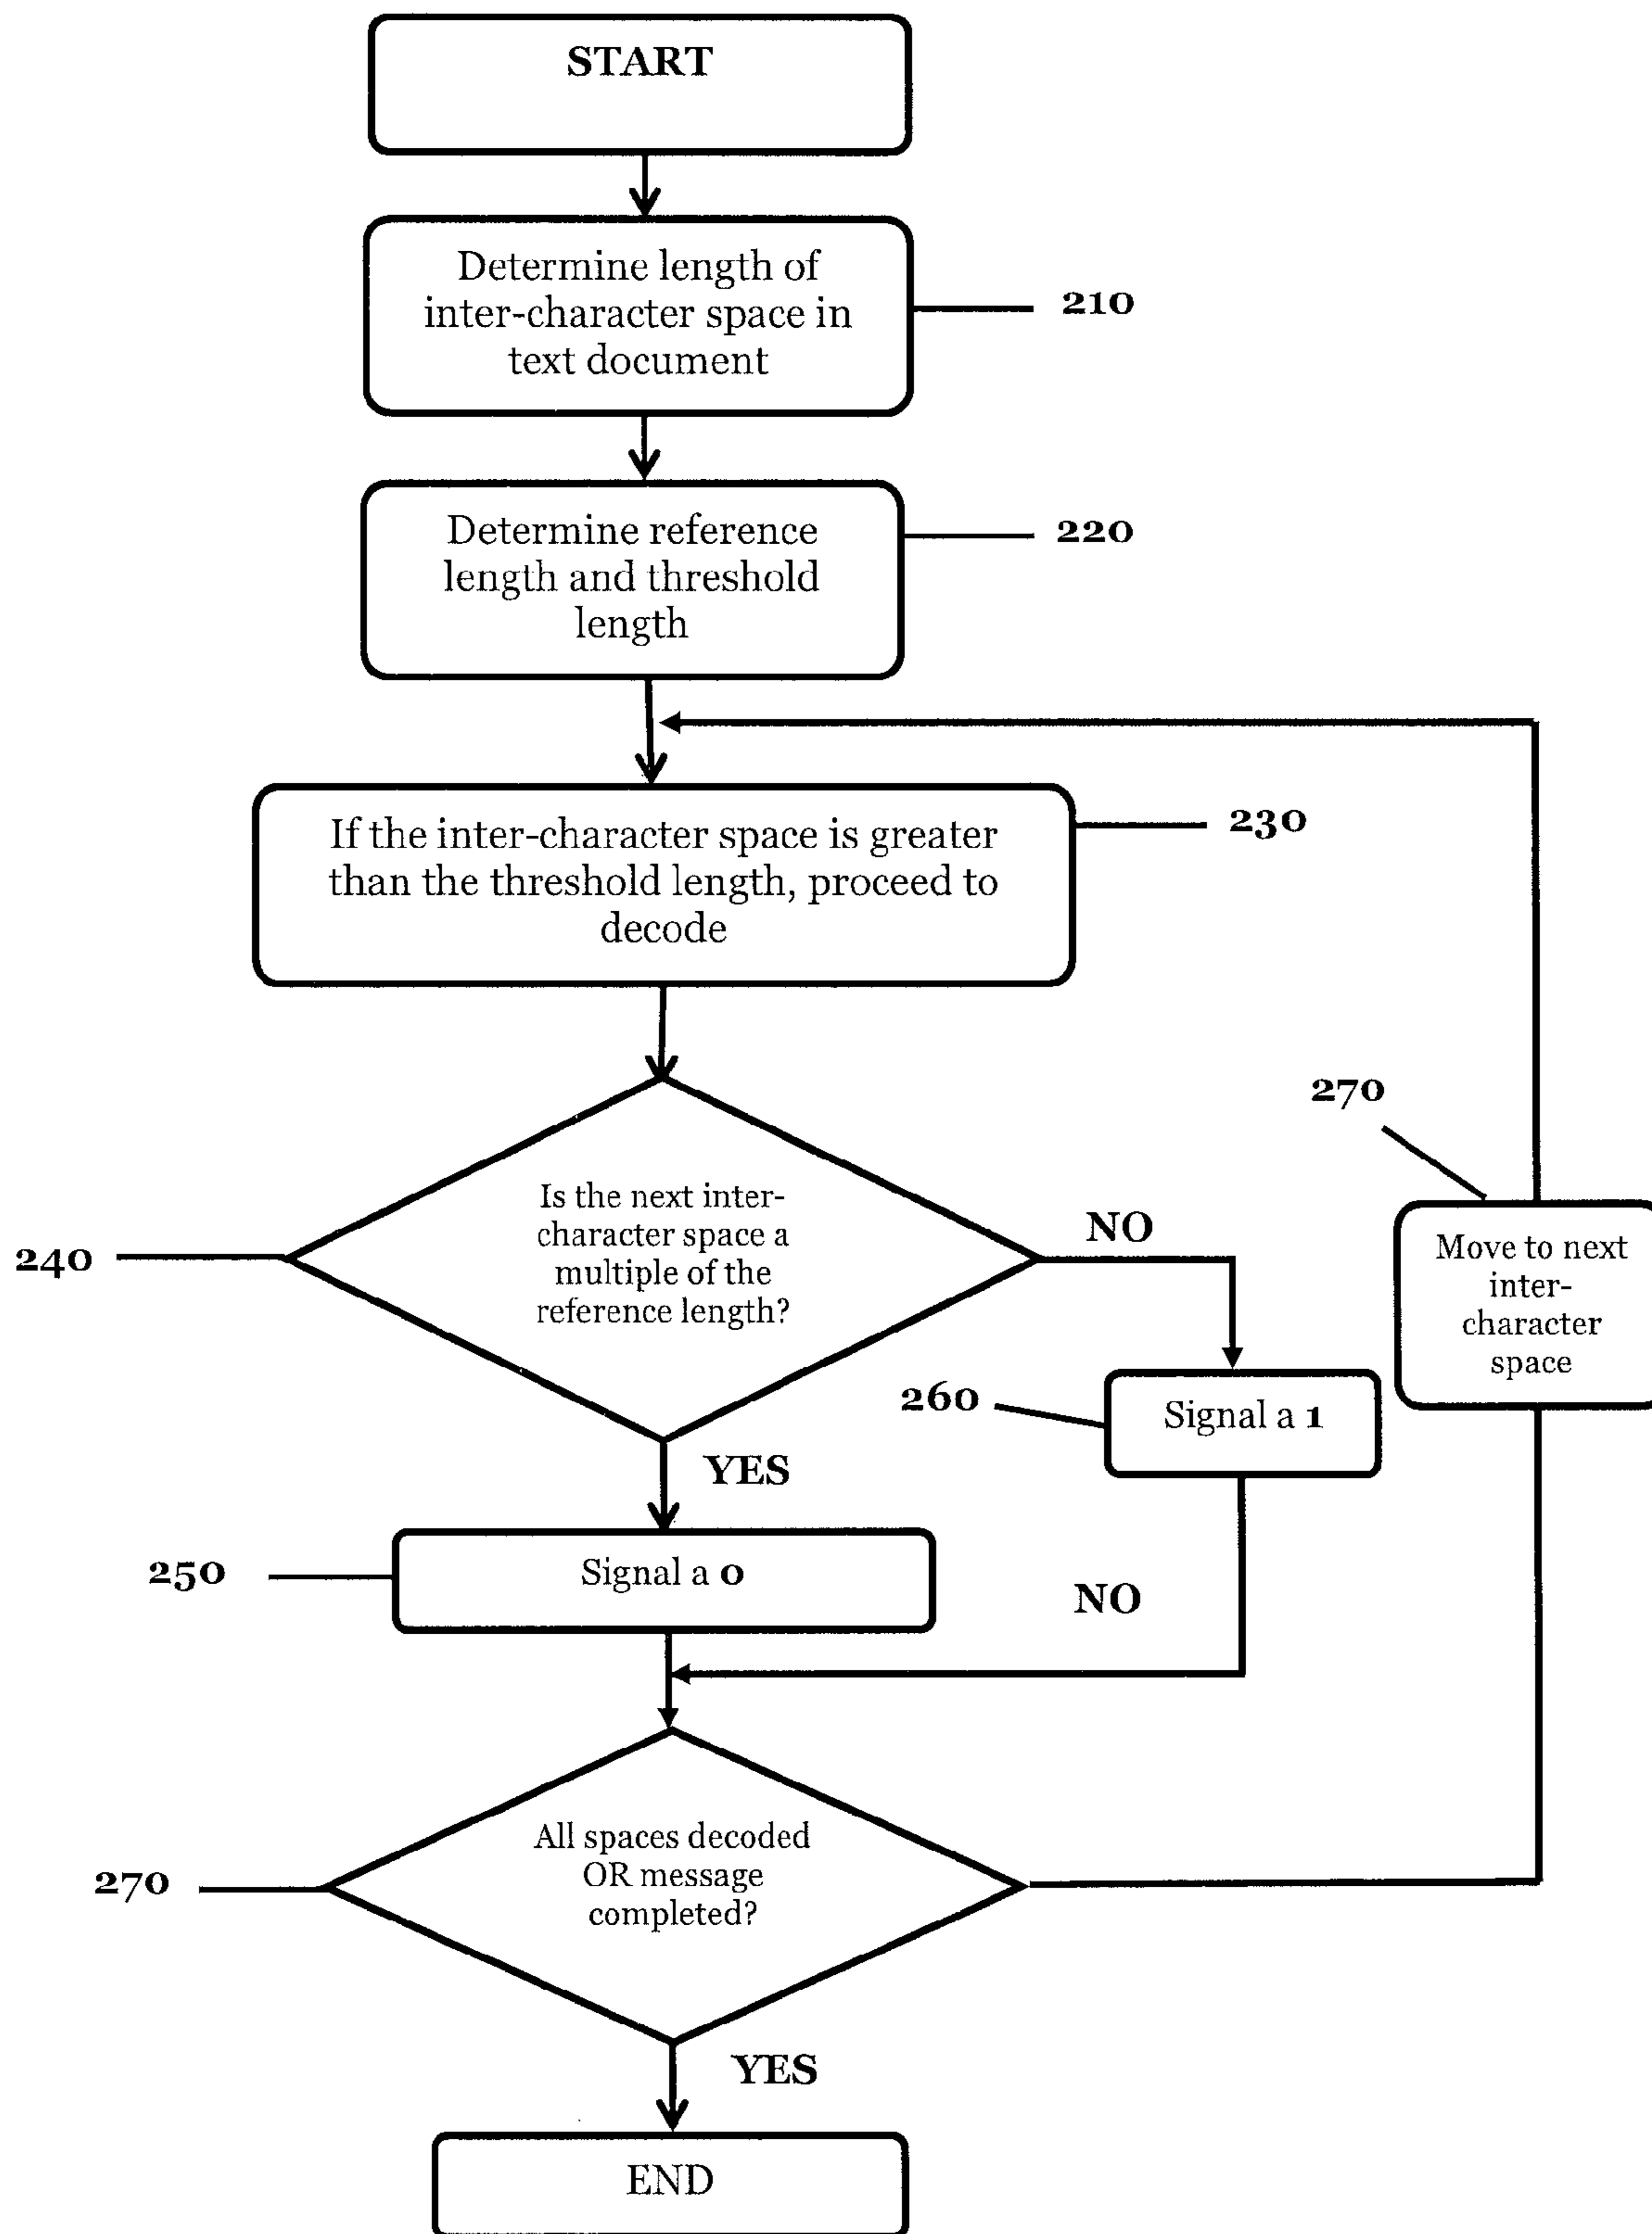 START
Determine length of
inter-character space in
text document
210
Determine reference
length and threshold
length
220
If the inter-character space is greater
than the threshold length, proceed to
decode
230
270
Is the next inter-
character space a
multiple of the
reference length?
240
NO
Move to next
inter-
character
space
260
Signal a 1
YES
250
Signal a 0
NO
All spaces decoded
OR message
completed?
270
YES
END